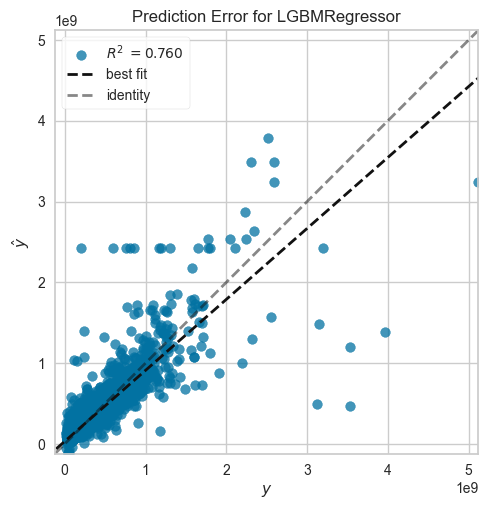 Prediction Error for LGBMRegressor
1e9
R² = 0.760
best fit
identity
5
4
3
2
1
0
ŷ
0 1 2 3 4 5
1e9
y